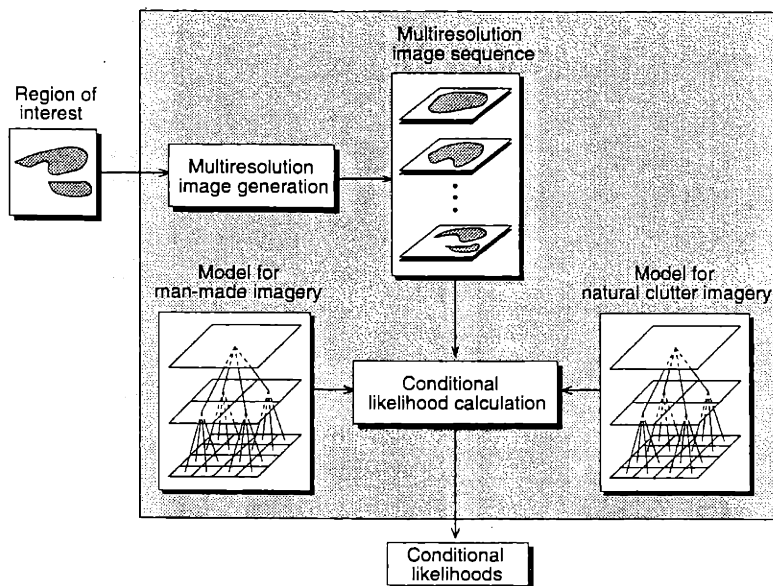 Multiresolution
image sequence
Region of
interest
Multiresolution
image generation
Model for
man-made imagery
Model for
natural clutter imagery
Conditional
likelihood calculation
Conditional
likelihoods